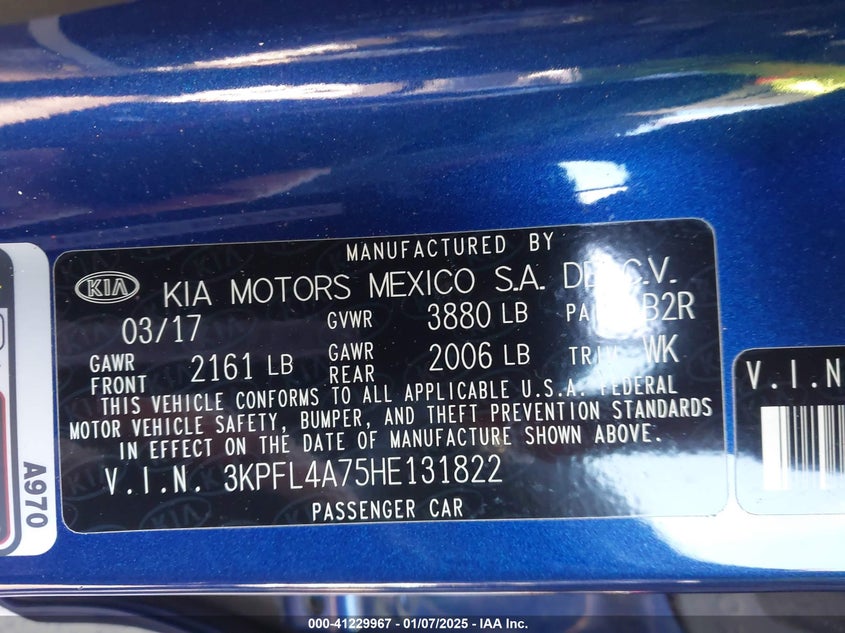 MANUFACTURED BY
KIA KIA MOTORS MEXICO S.A. C.V.
03/17 GVWR 3880 LB B2R
GAWR FRONT 2161 LB GAWR REAR 2006 LB WK
THIS VEHICLE CONFORMS TO ALL APPLICABLE U.S.A. FEDERAL
MOTOR VEHICLE SAFETY, BUMPER, AND THEFT PREVENTION STANDARDS
IN EFFECT ON THE DATE OF MANUFACTURE SHOWN ABOVE.
V.I.N. 3KPFL4A75HE131822
PASSENGER CAR
A970
V.I.N
000-41229967 - 01/07/2025 - IAA Inc.